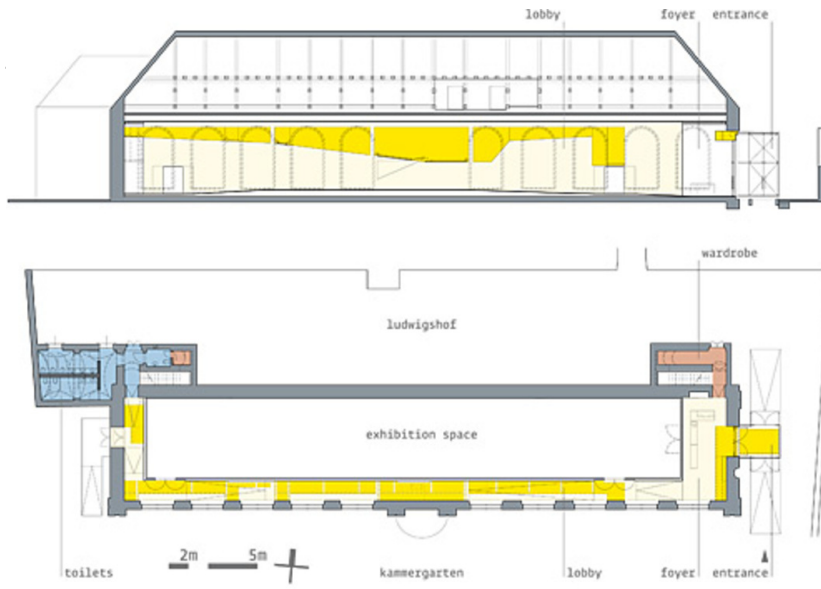 lobby foyer entrance
wardrobe
ludwigshof
exhibition space
2m 5m
toilets kammergarten lobby foyer entrance